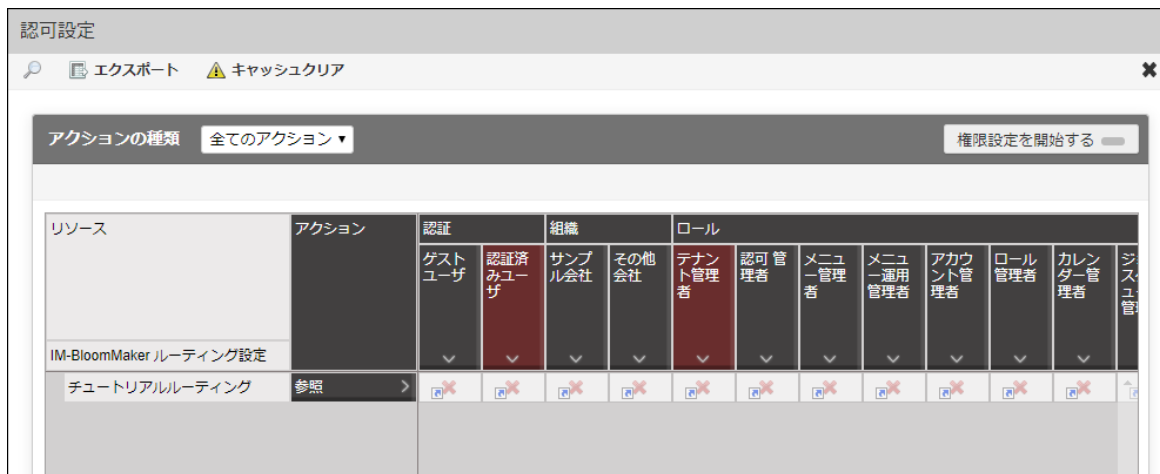 認可設定
エクスポート キャッシュクリア
アクションの種類 全てのアクション 権限設定を開始する
リソース アクション 認証 組織 ロール
ゲストユーザ 認証済みユーザ サンプル会社 その他会社 テナント管理者 認可 管理者 メニュー管理者 メニュー運用管理者 アカウント管理者 ロール管理者 カレンダー管理者
IM-BloomMaker ルーティング設定
チュートリアルルーティング 参照